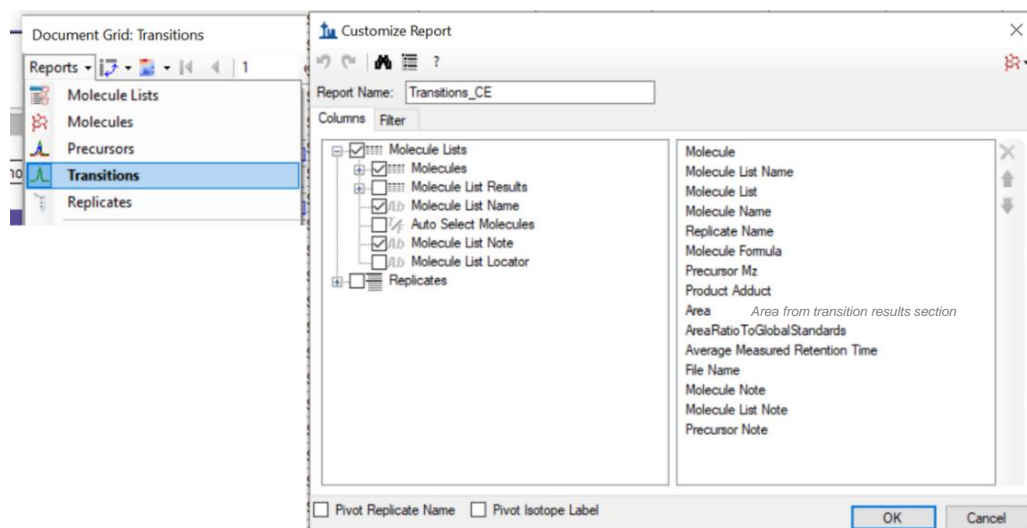 Document Grid: Transitions
Reports
1
Molecule Lists
Molecules
Precursors
Transitions
Replicates
Customize Report
?
Report Name: Transitions_CE
Columns Filter
Molecule Lists
Molecules
Molecule List Results
Ab Molecule List Name
Auto Select Molecules
Ab Molecule List Note
Ab Molecule List Locator
Replicates
Molecule
Molecule List Name
Molecule List
Molecule Name
Replicate Name
Molecule Formula
Precursor Mz
Product Adduct
Area Area from transition results section
AreaRatioToGlobalStandards
Average Measured Retention Time
File Name
Molecule Note
Molecule List Note
Precursor Note
Pivot Replicate Name Pivot Isotope Label
OK Cancel